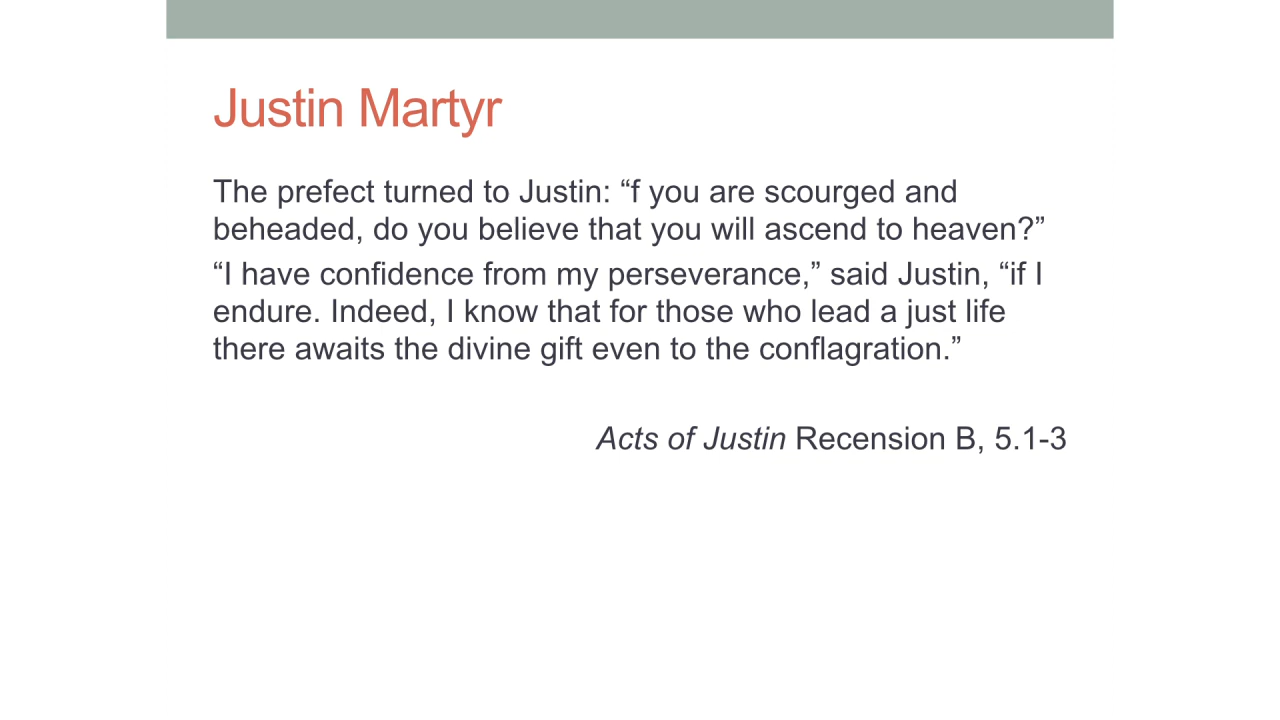 Justin Martyr
The prefect turned to Justin: “f you are scourged and
beheaded, do you believe that you will ascend to heaven?”
“I have confidence from my perseverance,” said Justin, “if I
endure. Indeed, I know that for those who lead a just life
there awaits the divine gift even to the conflagration.”
Acts of Justin Recension B, 5.1-3